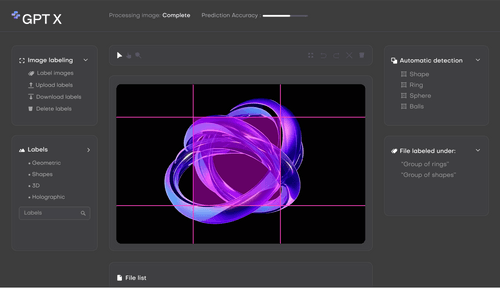 GPT X
Processing image: Complete
Prediction Accuracy :
Image labeling
Label images
Upload labels
Download labels
Delete labels
Labels
• Geometric
• Shapes
• 3D
• Holographic
Labels
File list
Automatic detection
Shape
Ring
Sphere
Balls
File labeled under:
"Group of rings"
"Group of shapes"